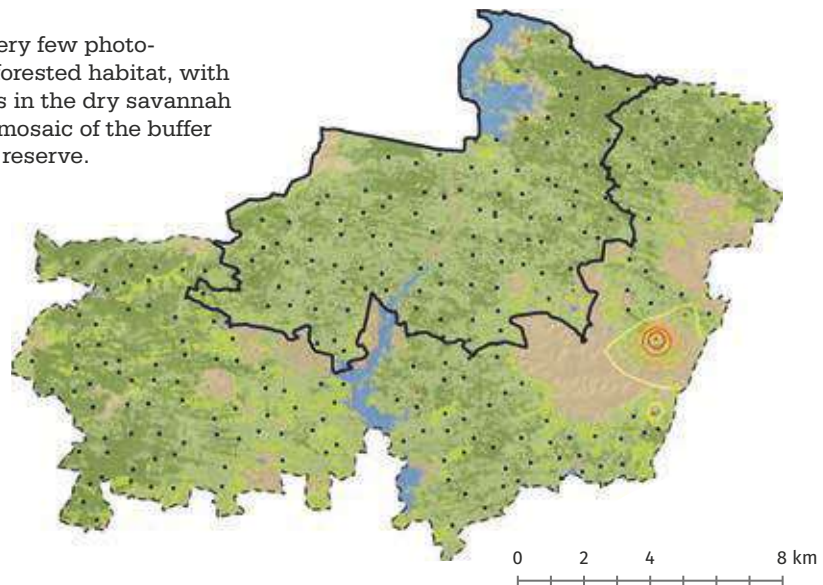 ery few photo-
forested habitat, with
s in the dry savannah
mosaic of the buffer
reserve.
0 2 4 8 km